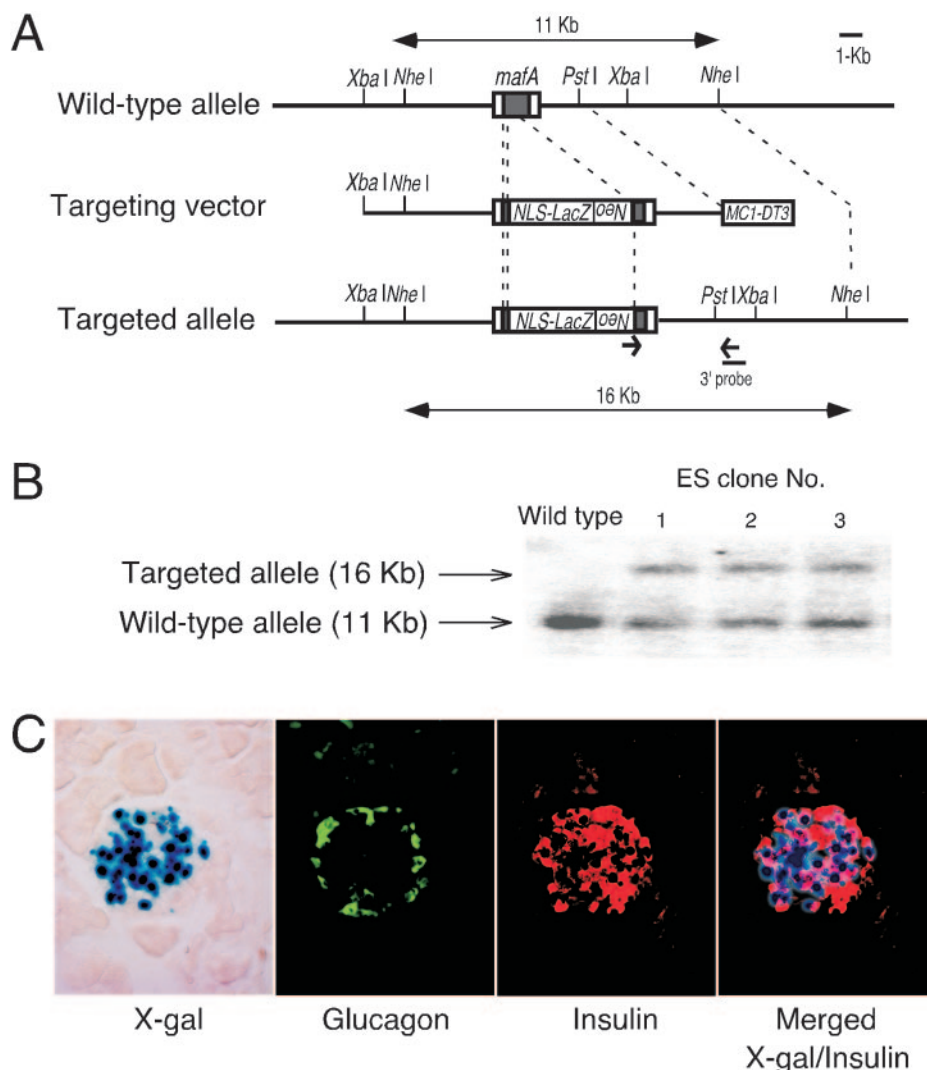 A
11 Kb
1-Kb
Xba I Nhe I mafA Pst I Xba I Nhe I
Wild-type allele
Xba I Nhe I
Targeting vector NLS-LacZ Neo MC1-DT3
Xba I Nhe I Pst I Xba I Nhe I
Targeted allele NLS-LacZ Neo
3' probe
16 Kb
B
ES clone No.
Wild type 1 2 3
Targeted allele (16 Kb)
Wild-type allele (11 Kb)
C
X-gal Glucagon Insulin Merged
X-gal/Insulin